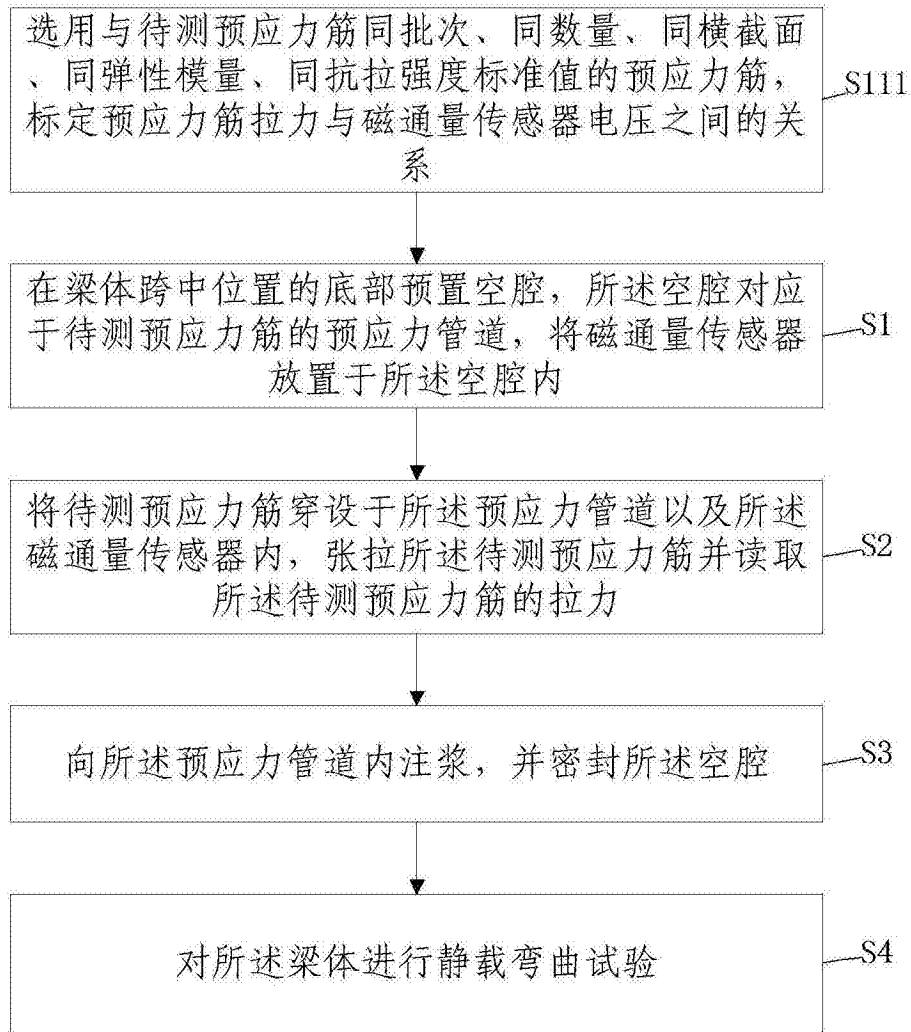 选用与待测预应力筋同批次、同数量、同横截面
、同弹性模量、同抗拉强度标准值的预应力筋，
标定预应力筋拉力与磁通量传感器电压之间的关
系
S111
在梁体跨中位置的底部预置空腔，所述空腔对应
于待测预应力筋的预应力管道，将磁通量传感器
放置于所述空腔内
S1
将待测预应力筋穿设于所述预应力管道以及所述
磁通量传感器内，张拉所述待测预应力筋并读取
所述待测预应力筋的拉力
S2
向所述预应力管道内注浆，并密封所述空腔
S3
对所述梁体进行静载弯曲试验
S4